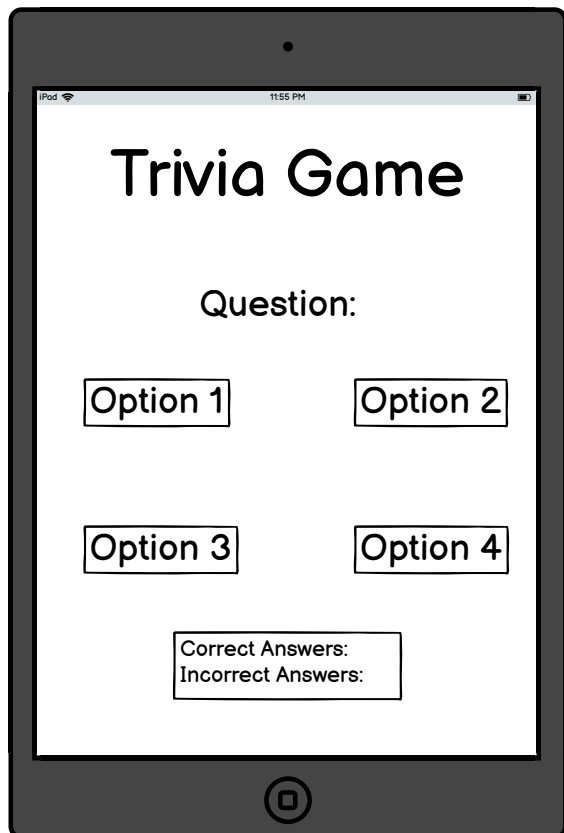 iPad 11:55 PM
Trivia Game
Question:
Option 1 Option 2
Option 3 Option 4
Correct Answers:
Incorrect Answers: